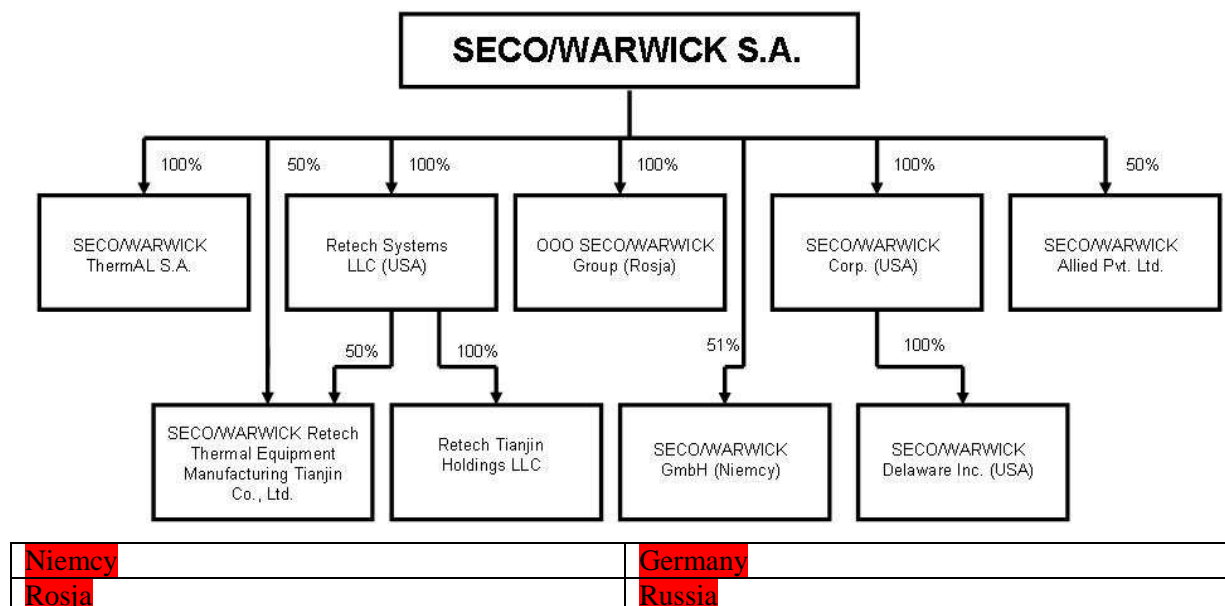 SECO/WARWICK S.A.
100%
50%
100%
100%
100%
50%
SECO/WARWICK
ThermAL S.A.
Retech Systems
LLC (USA)
OOO SECO/WARWICK
Group (Rosja)
SECO/WARWICK
Corp. (USA)
SECO/WARWICK
Allied Pvt. Ltd.
50%
100%
51%
100%
SECO/WARWICK Retech
Thermal Equipment
Manufacturing Tianjin
Co., Ltd.
Retech Tianjin
Holdings LLC
SECO/WARWICK
GmbH (Niemcy)
SECO/WARWICK
Delaware Inc. (USA)
Niemcy Germany
Rosja Russia